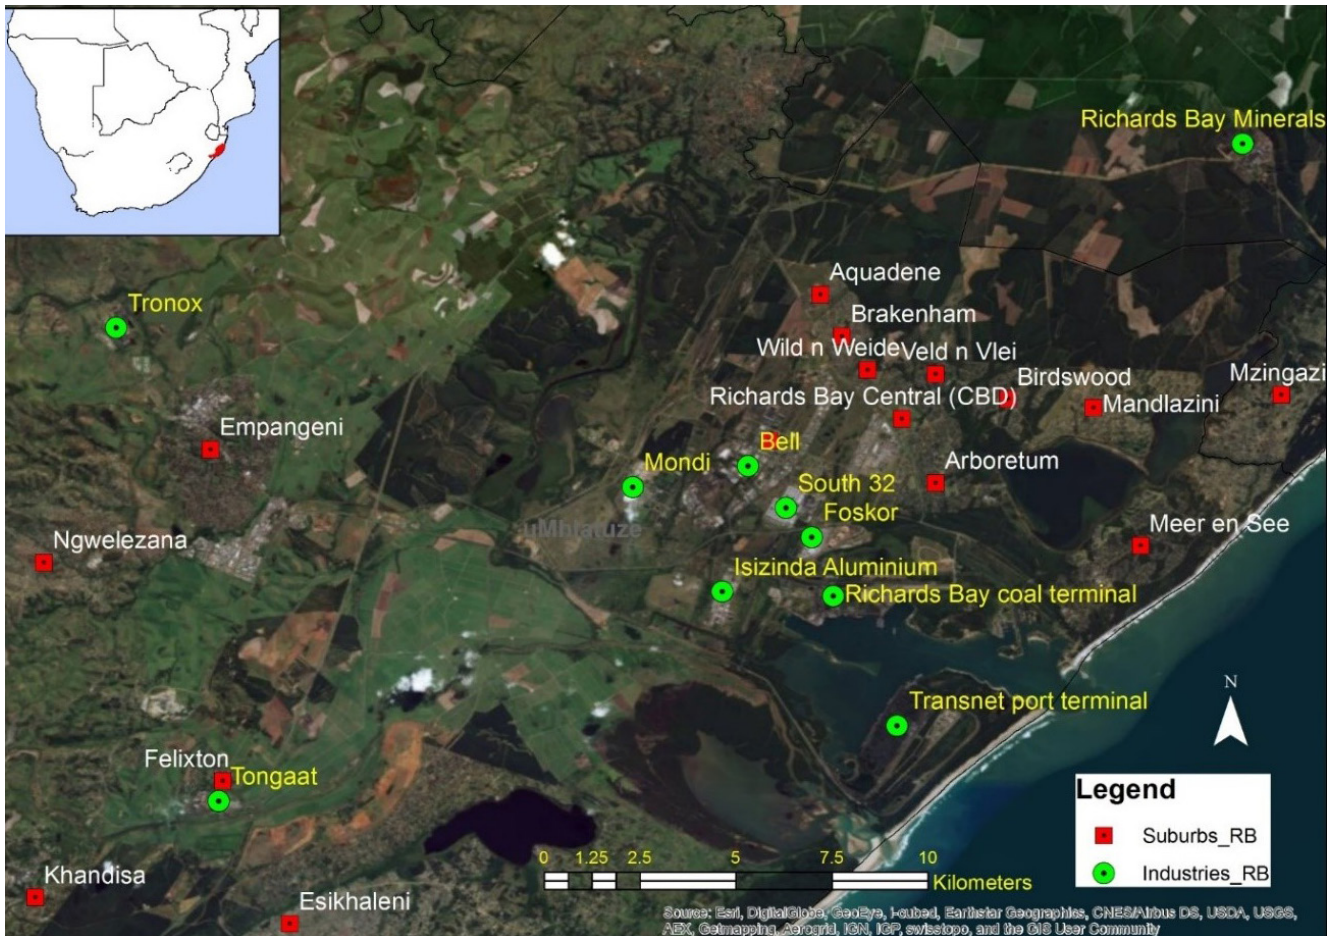 Richards Bay Minerals
Aquadene
Tronox
Brakenham
Wild n Weide
Veld n Vlei
Birdswood
Mzingazi
Richards Bay Central (CBD)
Mandlazini
Empangeni
Bell
Mondi
Arboretum
South 32
Foskor
Meer en See
uMhlatuze
Ngwelezana
Isizinda Aluminium
Richards Bay coal terminal
N
Transnet port terminal
Felixton
Tongaat
Legend
Suburbs_RB
Industries_RB
0 1.25 2.5 5 7.5 10
Kilometers
Khandisa
Esikhaleni
Source: Esri, DigitalGlobe, GeoEye, i-cubed, Earthstar Geographics, CNES/Airbus DS, USDA, USGS,
AEX, Getmapping, Aerogrid, IGN, IGP, swisstopo, and the GIS User Community